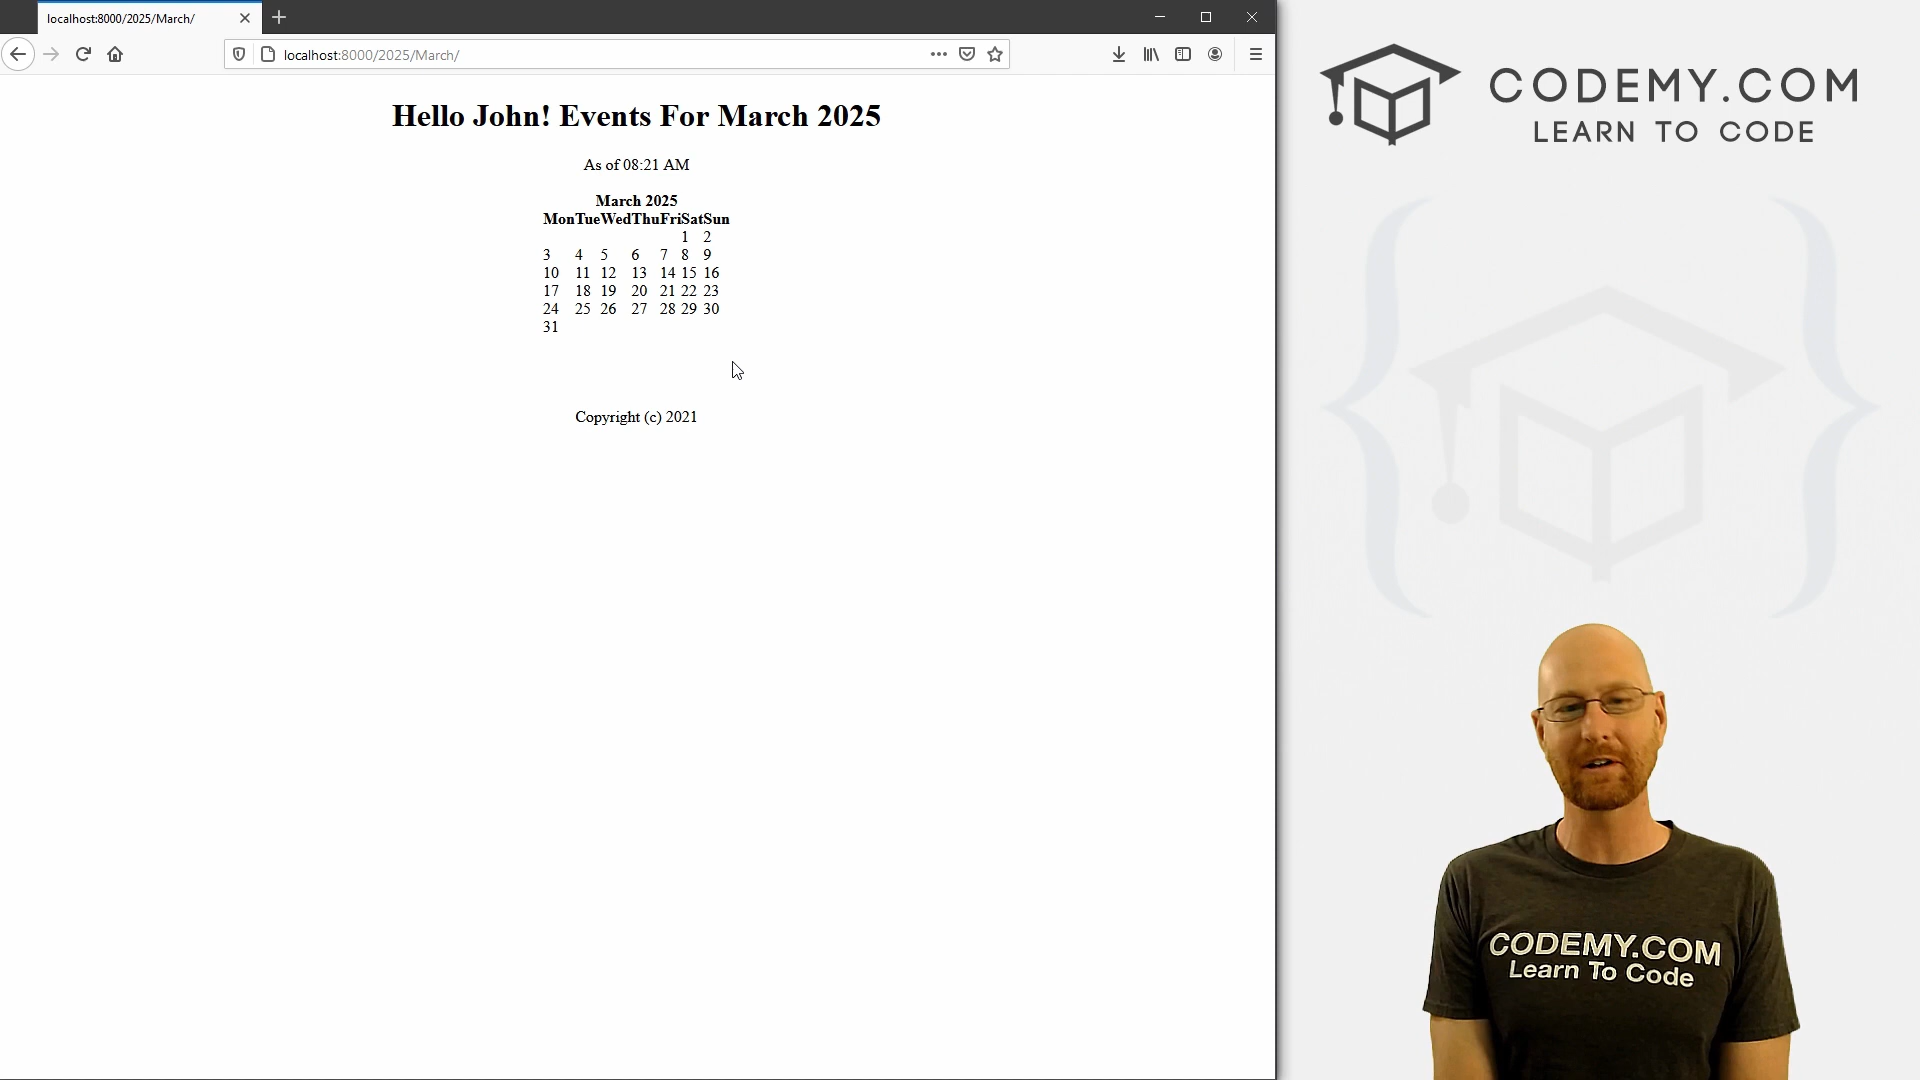 localhost:8000/2025/March/
localhost:8000/2025/March/
Hello John! Events For March 2025
As of 08:21 AM
March 2025
MonTueWedThuFriSatSun
1 2
3 4 5 6 7 8 9
10 11 12 13 14 15 16
17 18 19 20 21 22 23
24 25 26 27 28 29 30
31
Copyright (c) 2021
CODEMY.COM
LEARN TO CODE
CODEMY.COM
Learn To Code